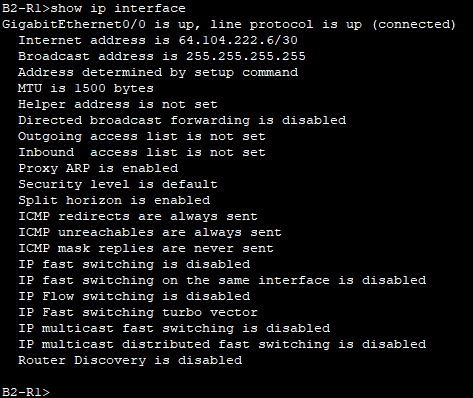 B2-R1>show ip interface
GigabitEthernet0/0 is up, line protocol is up (connected)
  Internet address is 64.104.222.6/30
  Broadcast address is 255.255.255.255
  Address determined by setup command
  MTU is 1500 bytes
  Helper address is not set
  Directed broadcast forwarding is disabled
  Outgoing access list is not set
  Inbound  access list is not set
  Proxy ARP is enabled
  Security level is default
  Split horizon is enabled
  ICMP redirects are always sent
  ICMP unreachables are always sent
  ICMP mask replies are never sent
  IP fast switching is disabled
  IP fast switching on the same interface is disabled
  IP Flow switching is disabled
  IP Fast switching turbo vector
  IP multicast fast switching is disabled
  IP multicast distributed fast switching is disabled
  Router Discovery is disabled
B2-R1>